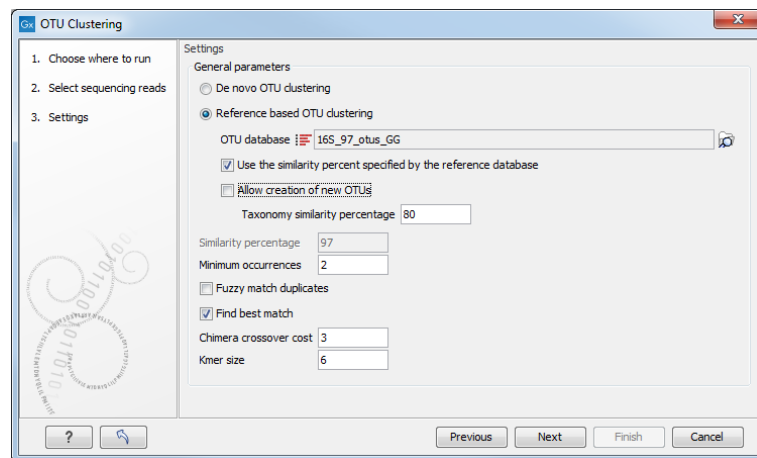 Gx OTU Clustering
1. Choose where to run
2. Select sequencing reads
3. Settings
Settings
General parameters
De novo OTU clustering
Reference based OTU clustering
OTU database 16S_97_otus_GG
Use the similarity percent specified by the reference database
Allow creation of new OTUs
Taxonomy similarity percentage 80
Similarity percentage 97
Minimum occurrences 2
Fuzzy match duplicates
Find best match
Chimera crossover cost 3
Kmer size 6
? Previous Next Finish Cancel